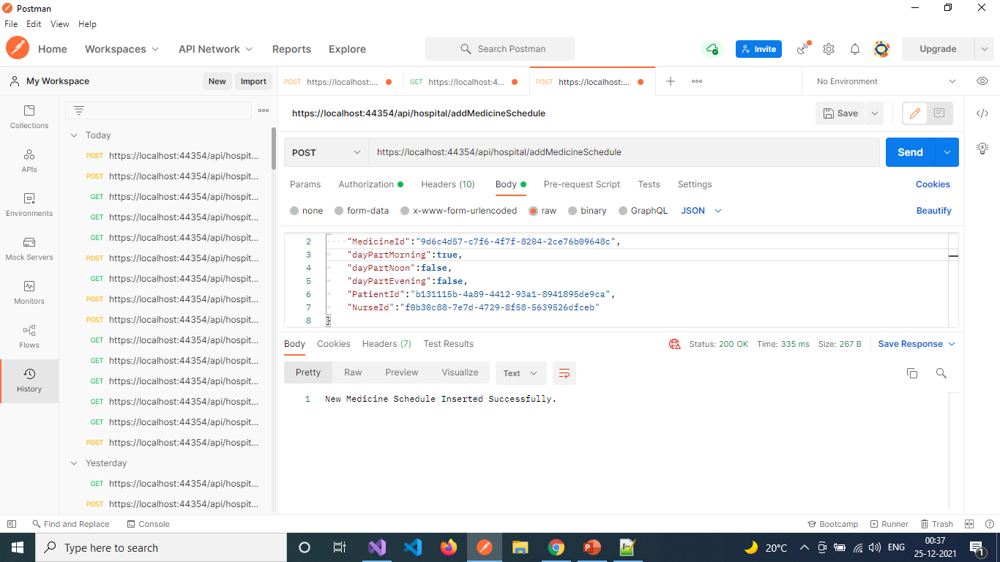 Postman
File Edit View Help
Home Workspaces API Network Reports Explore Search Postman Invite Upgrade
My Workspace New Import POST https://localhost:... GET https://localhost:4... POST https://localhost:... No Environment
https://localhost:44354/api/hospital/addMedicineSchedule Save
POST https://localhost:44354/api/hospital/addMedicineSchedule Send
Params Authorization Headers (10) Body Pre-request Script Tests Settings Cookies
none form-data x-www-form-urlencoded raw binary GraphQL JSON Beautify
2 "MedicineId":"9d6c4d57-c7f6-4f7f-8204-2ce76b09648c",
3 "dayPartMorning":true,
4 "dayPartNoon":false,
5 "dayPartEvening":false,
6 "PatientId":"b131115b-4a89-4412-93a1-8941895de9ca",
7 "NurseId":"f0b30c88-7e7d-4729-8f58-5639526dfceb"
8 }
Body Cookies Headers (7) Test Results Status: 200 OK Time: 335 ms Size: 267 B Save Response
Pretty Raw Preview Visualize Text
1 New Medicine Schedule Inserted Successfully.
Collections
APIs
Environments
Mock Servers
Monitors
Flows
History
Today
POST https://localhost:44354/api/hospit...
POST https://localhost:44354/api/hospit...
GET https://localhost:44354/api/hospit...
GET https://localhost:44354/api/hospit...
GET https://localhost:44354/api/hospit...
POST https://localhost:44354/api/hospit...
GET https://localhost:44354/api/hospit...
POST https://localhost:44354/api/hospit...
POST https://localhost:44354/api/hospit...
GET https://localhost:44354/api/hospit...
GET https://localhost:44354/api/hospit...
GET https://localhost:44354/api/hospit...
GET https://localhost:44354/api/hospit...
GET https://localhost:44354/api/hospit...
POST https://localhost:44354/api/hospit...
Yesterday
GET https://localhost:44354/api/hospit...
POST https://localhost:44354/api/hospit...
Find and Replace Console Bootcamp Runner Trash
Type here to search 20°C ENG 00:37
25-12-2021
1